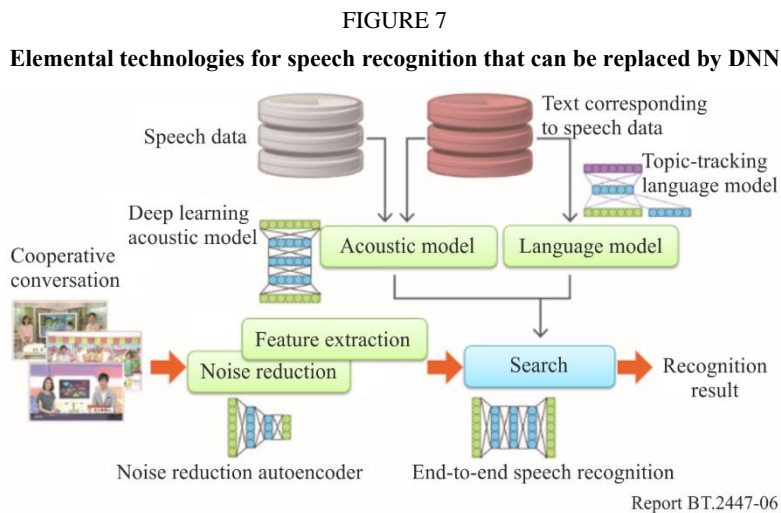 FIGURE 7
Elemental technologies for speech recognition that can be replaced by DNN
Speech data
Text corresponding
to speech data
Topic-tracking
language model
Deep learning
acoustic model
Acoustic model
Language model
Cooperative
conversation
Feature extraction
Noise reduction
Search
Recognition
result
Noise reduction autoencoder
End-to-end speech recognition
Report BT.2447-06